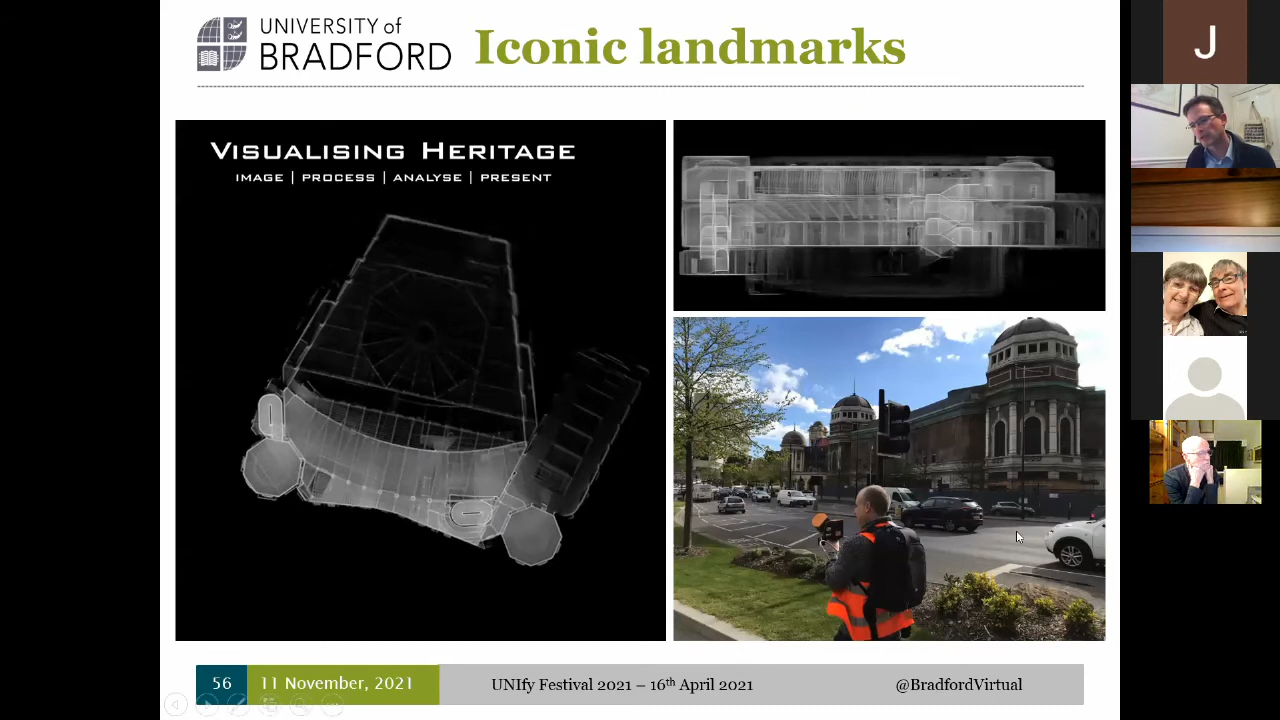 UNIVERSITY of
BRADFORD
Iconic landmarks
VISUALISING HERITAGE
IMAGE | PROCESS | ANALYSE | PRESENT
56
11 November, 2021
UNIfy Festival 2021 – 16th April 2021
@BradfordVirtual
J